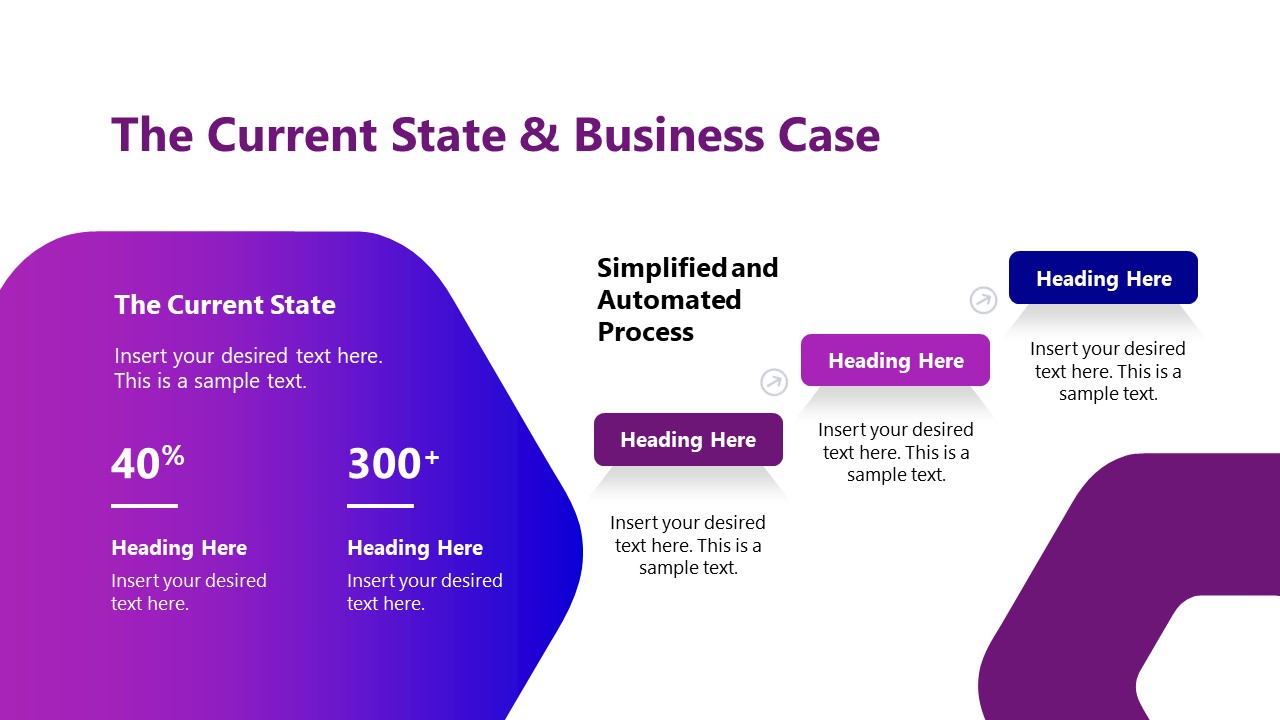 The Current State & Business Case
The Current State
Insert your desired text here.
This is a sample text.
40%
300+
Heading Here
Insert your desired
text here.
Heading Here
Insert your desired
text here.
Simplified and
Automated
Process
Heading Here
Insert your desired
text here. This is a
sample text.
Heading Here
Insert your desired
text here. This is a
sample text.
Heading Here
Insert your desired
text here. This is a
sample text.